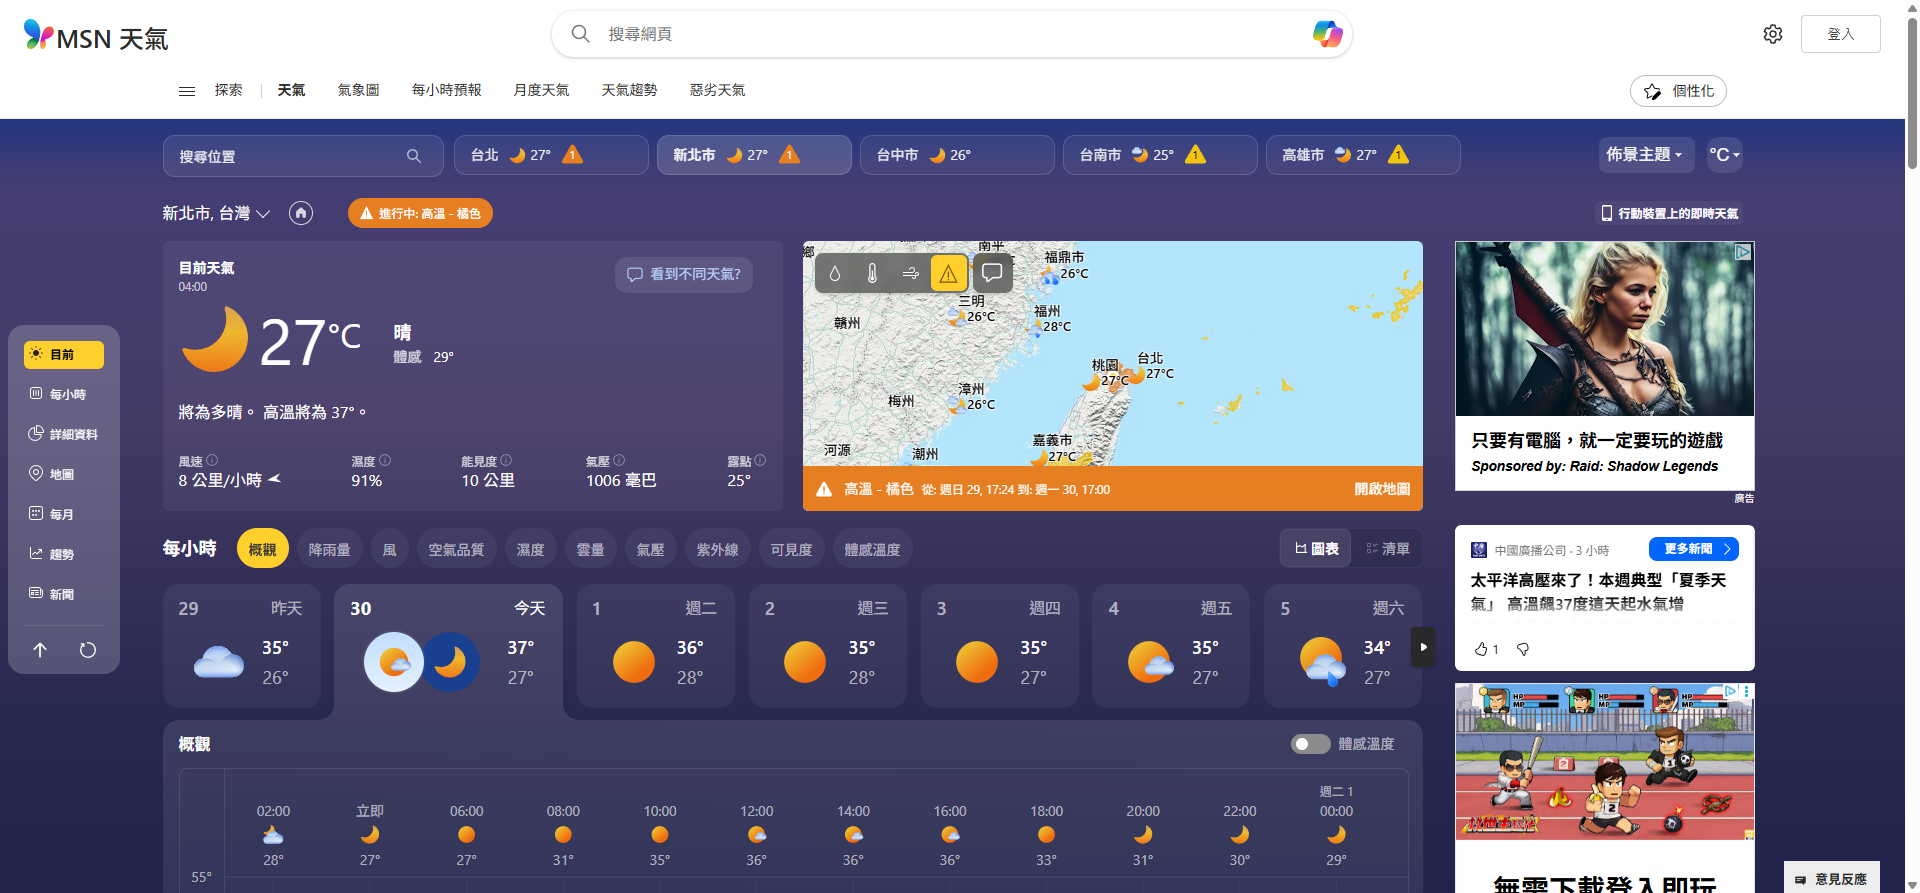 MSN 天氣
搜尋網頁
登入
探索
天氣
氣象圖
每小時預報
月度天氣
天氣趨勢
惡劣天氣
個性化
搜尋位置
台北 27° 1
新北市 27° 1
台中市 26°
台南市 25° 1
高雄市 27° 1
佈景主題
°C
新北市, 台灣
進行中: 高溫 - 橘色
行動裝置上的即時天氣
目前天氣
04:00
看到不同天氣?
27°C
晴
體感 29°
將為多晴。 高溫將為 37°。
風速
8 公里/小時
濕度
91%
能見度
10 公里
氣壓
1006 毫巴
露點
25°
鄉
南平
福鼎市
26°C
三明
26°C
贛州
福州
28°C
桃園
27°C
台北
27°C
漳州
26°C
梅州
嘉義市
27°C
河源
潮州
高溫 - 橘色 從: 週日 29, 17:24 到: 週一 30, 17:00
開啟地圖
只要有電腦，就一定要玩的遊戲
Sponsored by: Raid: Shadow Legends
廣告
目前
每小時
詳細資料
地圖
每月
趨勢
新聞
每小時
概觀
降雨量
風
空氣品質
濕度
雲量
氣壓
紫外線
可見度
體感溫度
圖表
清單
29 昨天
35°
26°
30 今天
37°
27°
1 週二
36°
28°
2 週三
35°
28°
3 週四
35°
27°
4 週五
35°
27°
5 週六
34°
27°
中國廣播公司 · 3 小時
更多新聞
太平洋高壓來了！本週典型「夏季天
氣」 高溫飆37度這天起水氣增
1
概觀
體感溫度
週二 1
02:00 立即 06:00 08:00 10:00 12:00 14:00 16:00 18:00 20:00 22:00 00:00
28° 27° 27° 31° 35° 36° 36° 36° 33° 31° 30° 29°
55°
HP
MP
HP
MP
HP
MP
無需下載登入即玩
意見反應